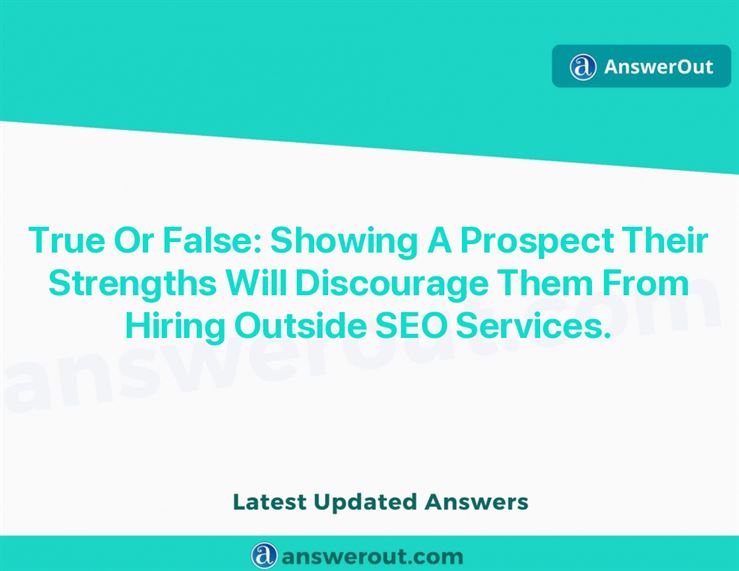 AnswerOut
True Or False: Showing A Prospect Their
Strengths Will Discourage Them From
Hiring Outside SEO Services.
answerout.com
Latest Updated Answers
answerout.com